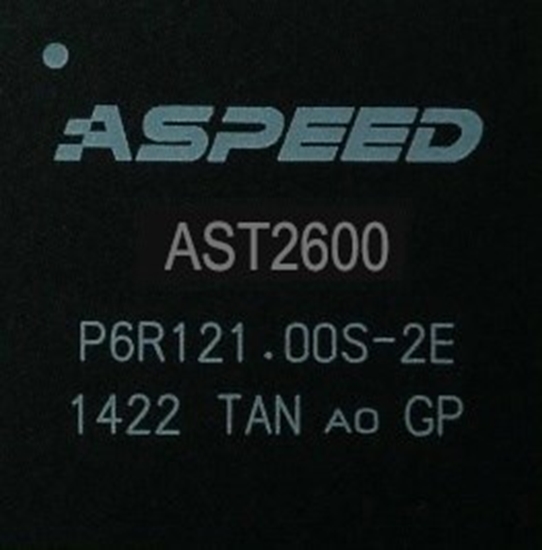 ASPEED
AST2600
P6R121.00S-2E
1422 TAN A0 GP